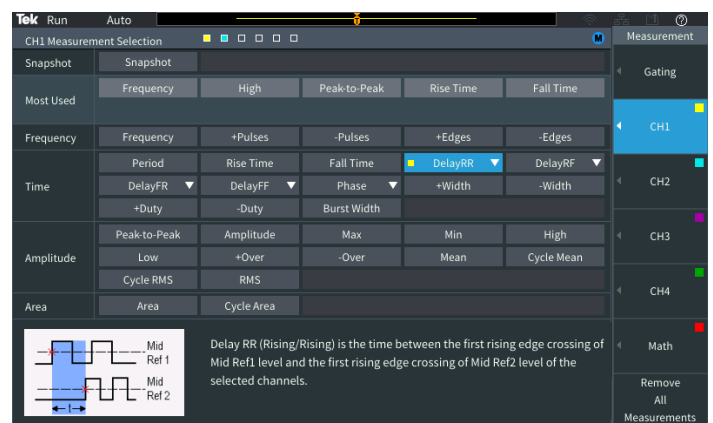 Tek Run Auto
CH1 Measurement Selection M Measurement
Snapshot Snapshot
Gating
Most Used Frequency High Peak-to-Peak Rise Time Fall Time
CH1
Frequency Frequency +Pulses -Pulses +Edges -Edges
Time Period Rise Time Fall Time DelayRR DelayRF
DelayFR DelayFF Phase +Width -Width
CH2
+Duty -Duty Burst Width
Amplitude Peak-to-Peak Amplitude Max Min High
CH3
Low +Over -Over Mean Cycle Mean
Cycle RMS RMS
CH4
Area Area Cycle Area
Mid
Ref 1
Mid
Ref 2
t
Delay RR (Rising/Rising) is the time between the first rising edge crossing of
Mid Ref1 level and the first rising edge crossing of Mid Ref2 level of the
selected channels.
Math
Remove
All
Measurements